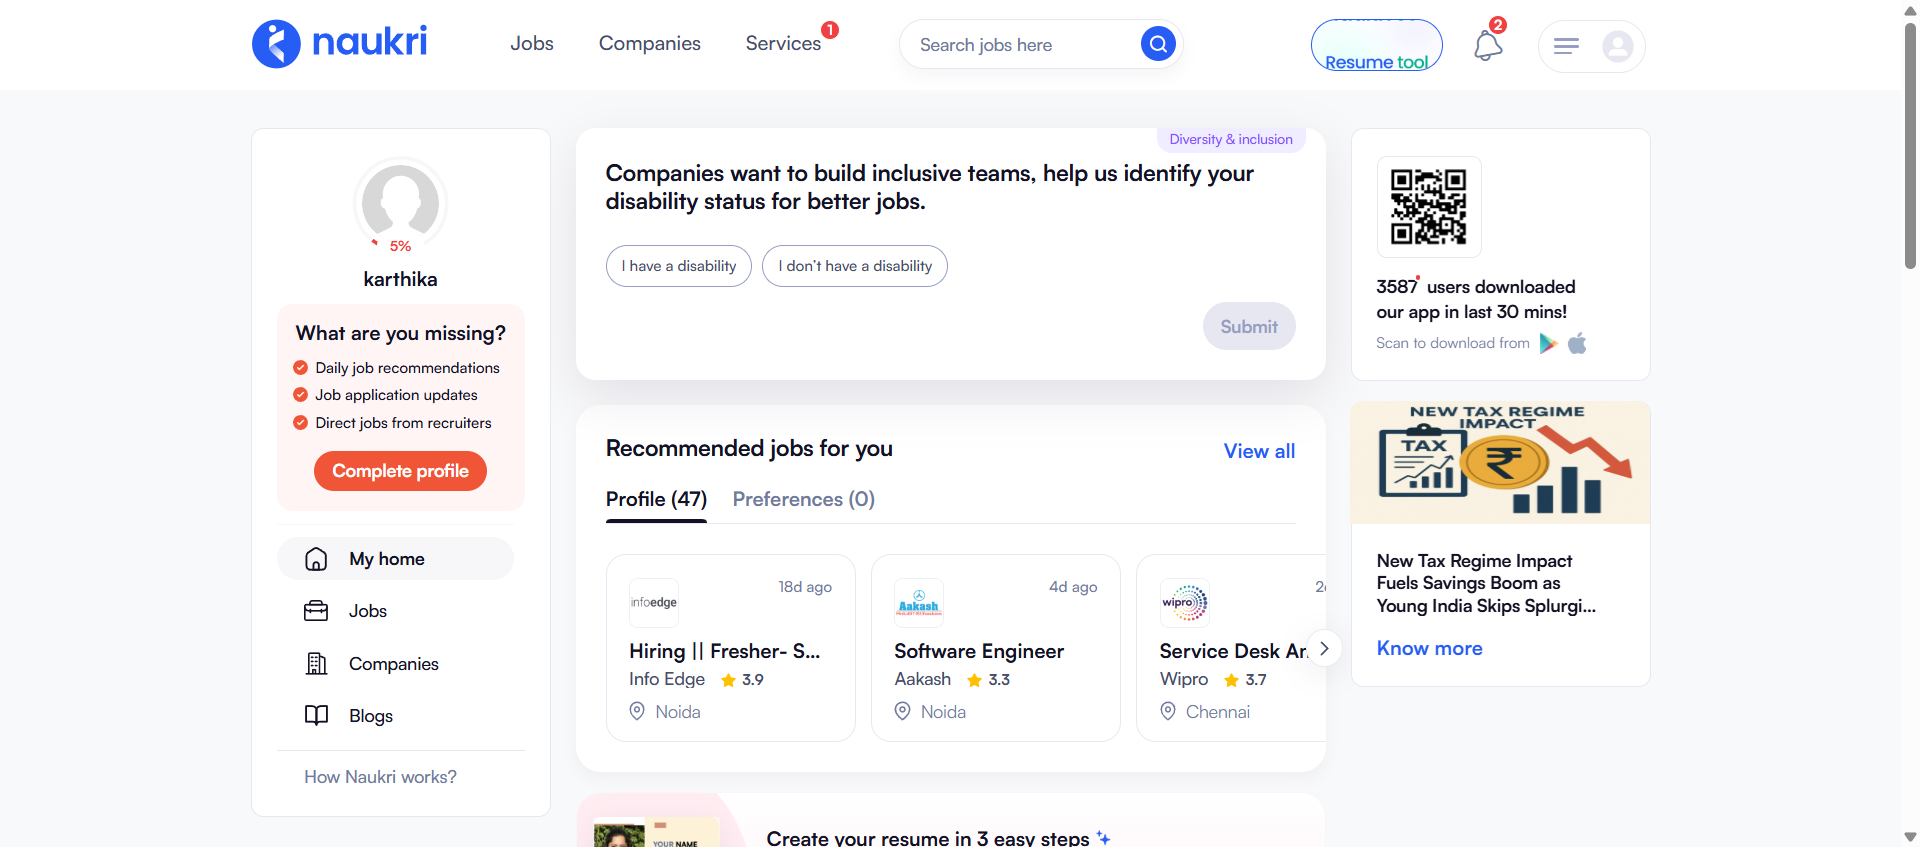 naukri
Jobs
Companies
Services
1
Search jobs here
Resume tool
2
5%
karthika
What are you missing?
Daily job recommendations
Job application updates
Direct jobs from recruiters
Complete profile
My home
Jobs
Companies
Blogs
How Naukri works?
Diversity & inclusion
Companies want to build inclusive teams, help us identify your
disability status for better jobs.
I have a disability
I don't have a disability
Submit
Recommended jobs for you
View all
Profile (47)
Preferences (0)
infoedge
18d ago
Hiring || Fresher- S...
Info Edge
3.9
Noida
Aakash
4d ago
Software Engineer
Aakash
3.3
Noida
wipro
Service Desk An
Wipro
3.7
Chennai
Create your resume in 3 easy steps
YOUR NAME
3587 users downloaded
our app in last 30 mins!
Scan to download from
NEW TAX REGIME
IMPACT
TAX
₹
New Tax Regime Impact
Fuels Savings Boom as
Young India Skips Splurgi...
Know more